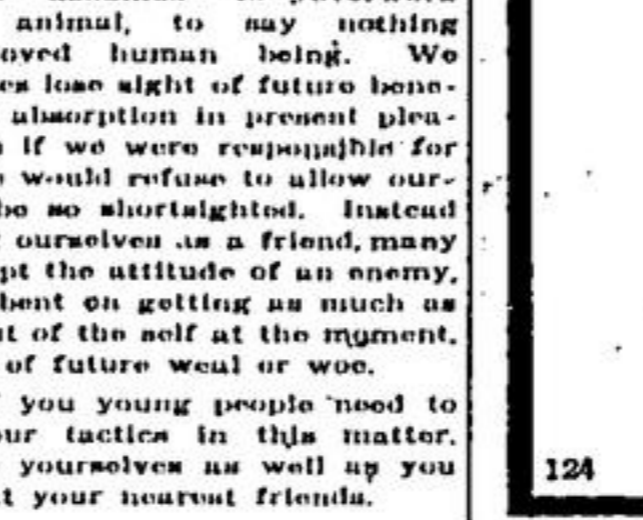 animal, to say nothing
oved human being. We
es lose sight of future bene-
absorption in present plea-
if we were responsible for
would refuse to allow our-
be so shortsighted. Instead
ourselves as a friend, many
pt the attitude of an enemy,
bent on getting as much as
t of the self at the moment,
of future weal or woe.
you young people need to
ur tactics in this matter.
yourselves as well as you
t your nearest friends.
124